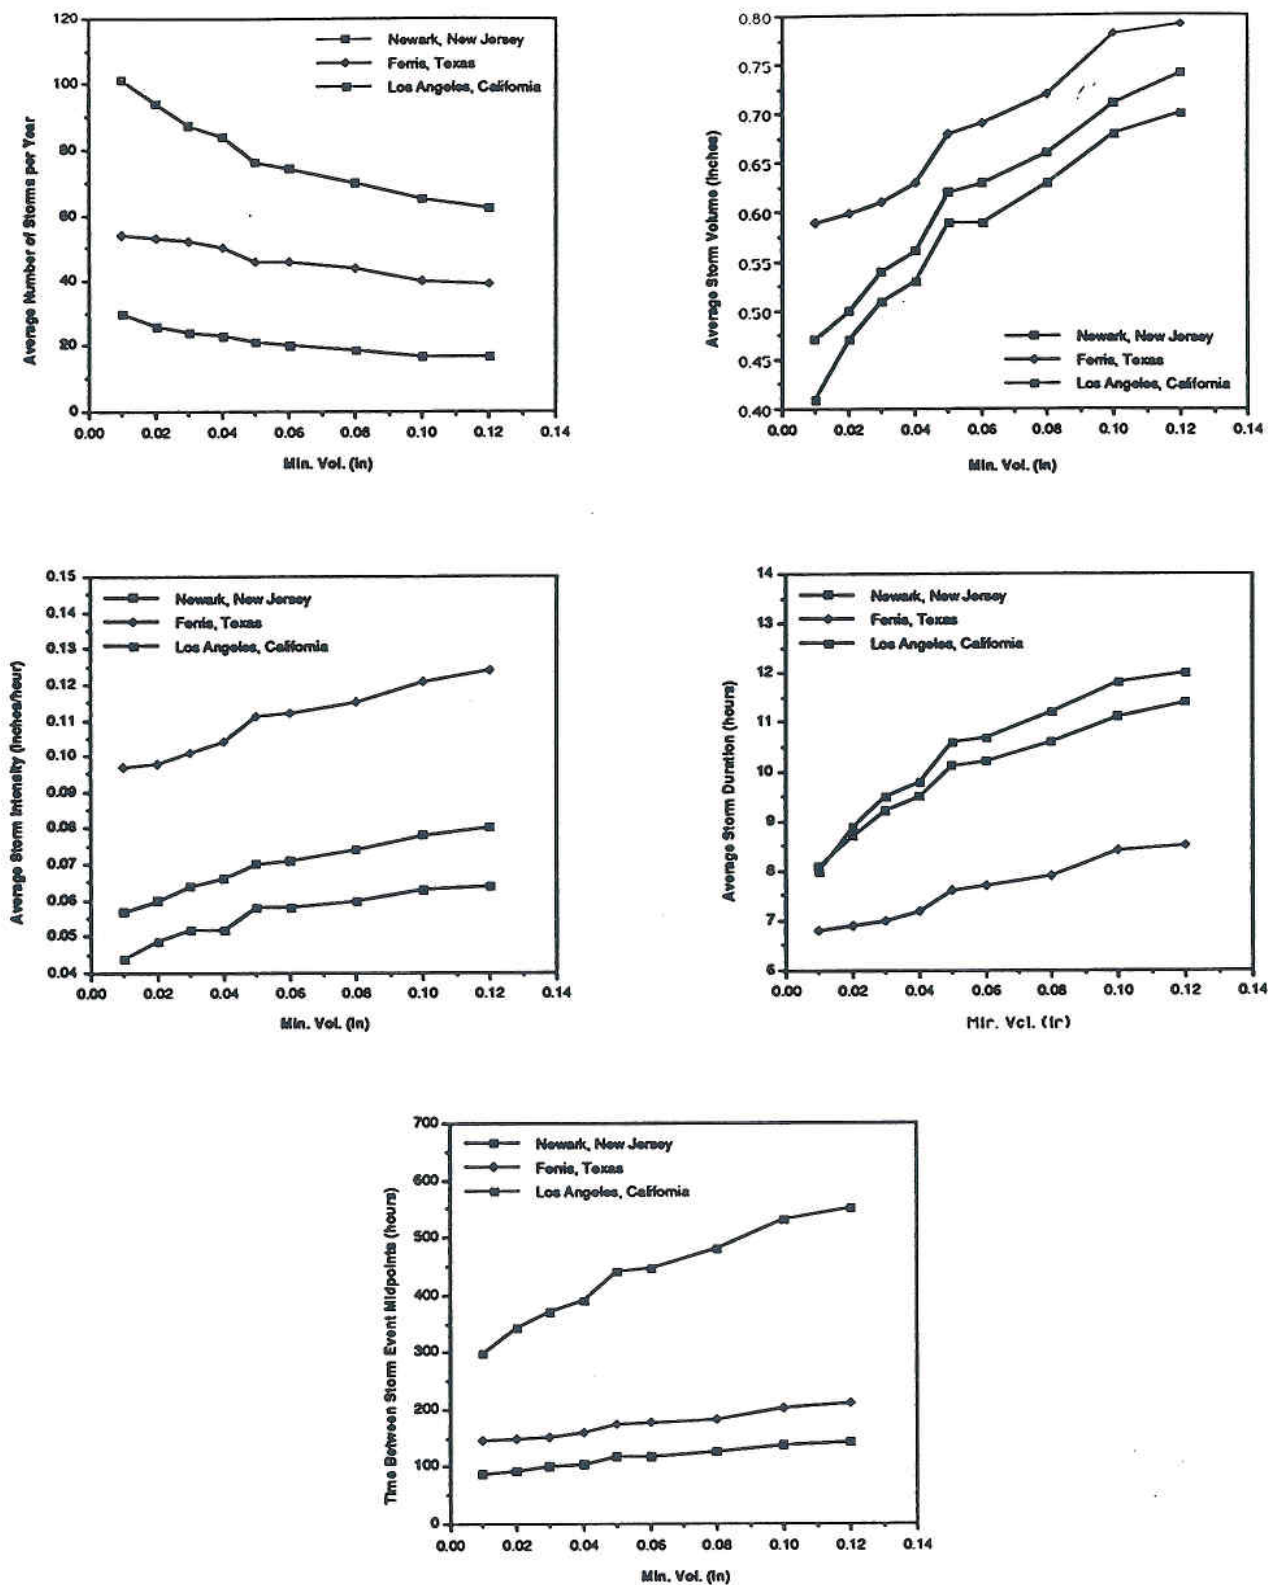 120
100
80
60
40
20
0
Newark, New Jersey
Ferris, Texas
Los Angeles, California
Average Number of Storms per Year
0.00 0.02 0.04 0.06 0.08 0.10 0.12 0.14
Min. Vol. (in)
0.80
0.75
0.70
0.65
0.60
0.55
0.50
0.45
0.40
Newark, New Jersey
Ferris, Texas
Los Angeles, California
Average Storm Volume (inches)
0.00 0.02 0.04 0.06 0.08 0.10 0.12 0.14
Min. Vol. (in)
0.15
0.14
0.13
0.12
0.11
0.10
0.09
0.08
0.07
0.06
0.05
0.04
Newark, New Jersey
Ferris, Texas
Los Angeles, California
Average Storm Intensity (inches/hour)
0.00 0.02 0.04 0.06 0.08 0.10 0.12 0.14
Min. Vol. (in)
14
13
12
11
10
9
8
7
6
Newark, New Jersey
Ferris, Texas
Los Angeles, California
Average Storm Duration (hours)
0.00 0.02 0.04 0.06 0.08 0.10 0.12 0.14
Min. Vol. (in)
700
600
500
400
300
200
100
0
Newark, New Jersey
Ferris, Texas
Los Angeles, California
Time Between Storm Event Midpoints (hours)
0.00 0.02 0.04 0.06 0.08 0.10 0.12 0.14
Min. Vol. (in)